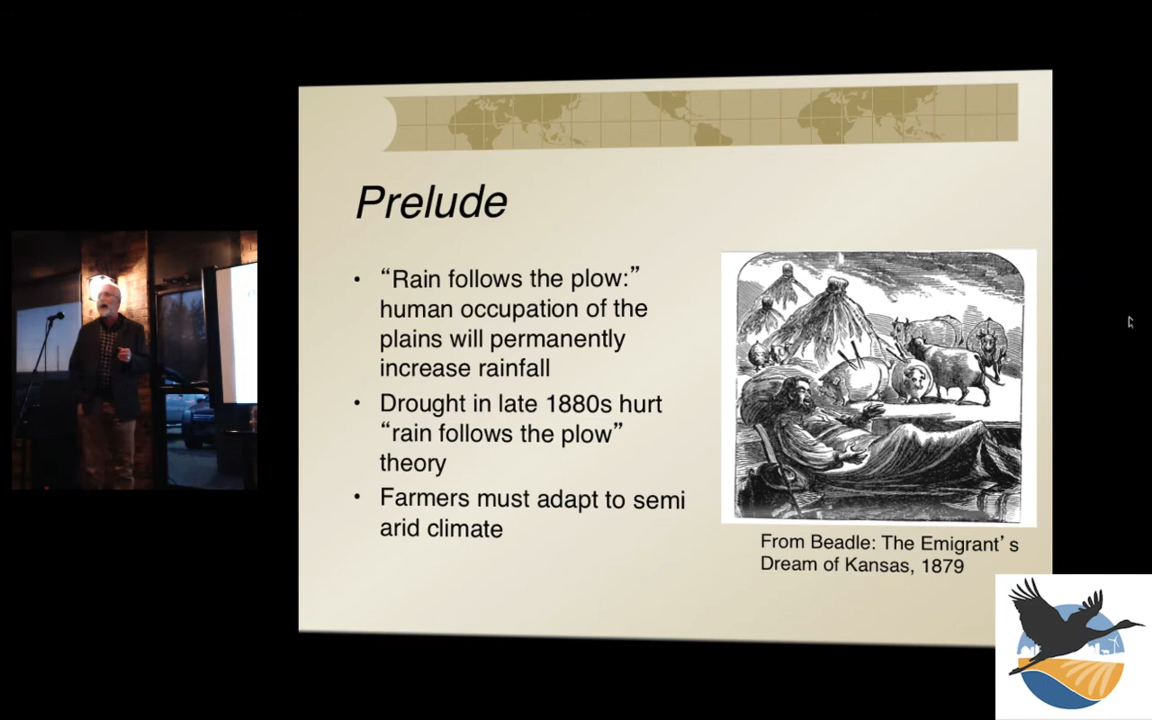 Prelude
• “Rain follows the plow:”
human occupation of the
plains will permanently
increase rainfall
• Drought in late 1880s hurt
“rain follows the plow”
theory
• Farmers must adapt to semi
arid climate
From Beadle: The Emigrant’s
Dream of Kansas, 1879